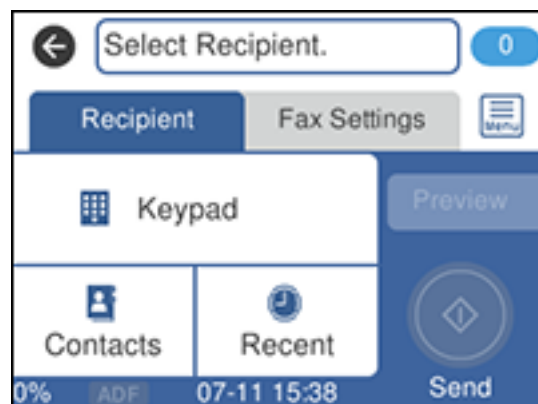 Select Recipient.
0
Recipient
Fax Settings
Menu
Keypad
Preview
Contacts
Recent
0%
ADF
07-11 15:38
Send